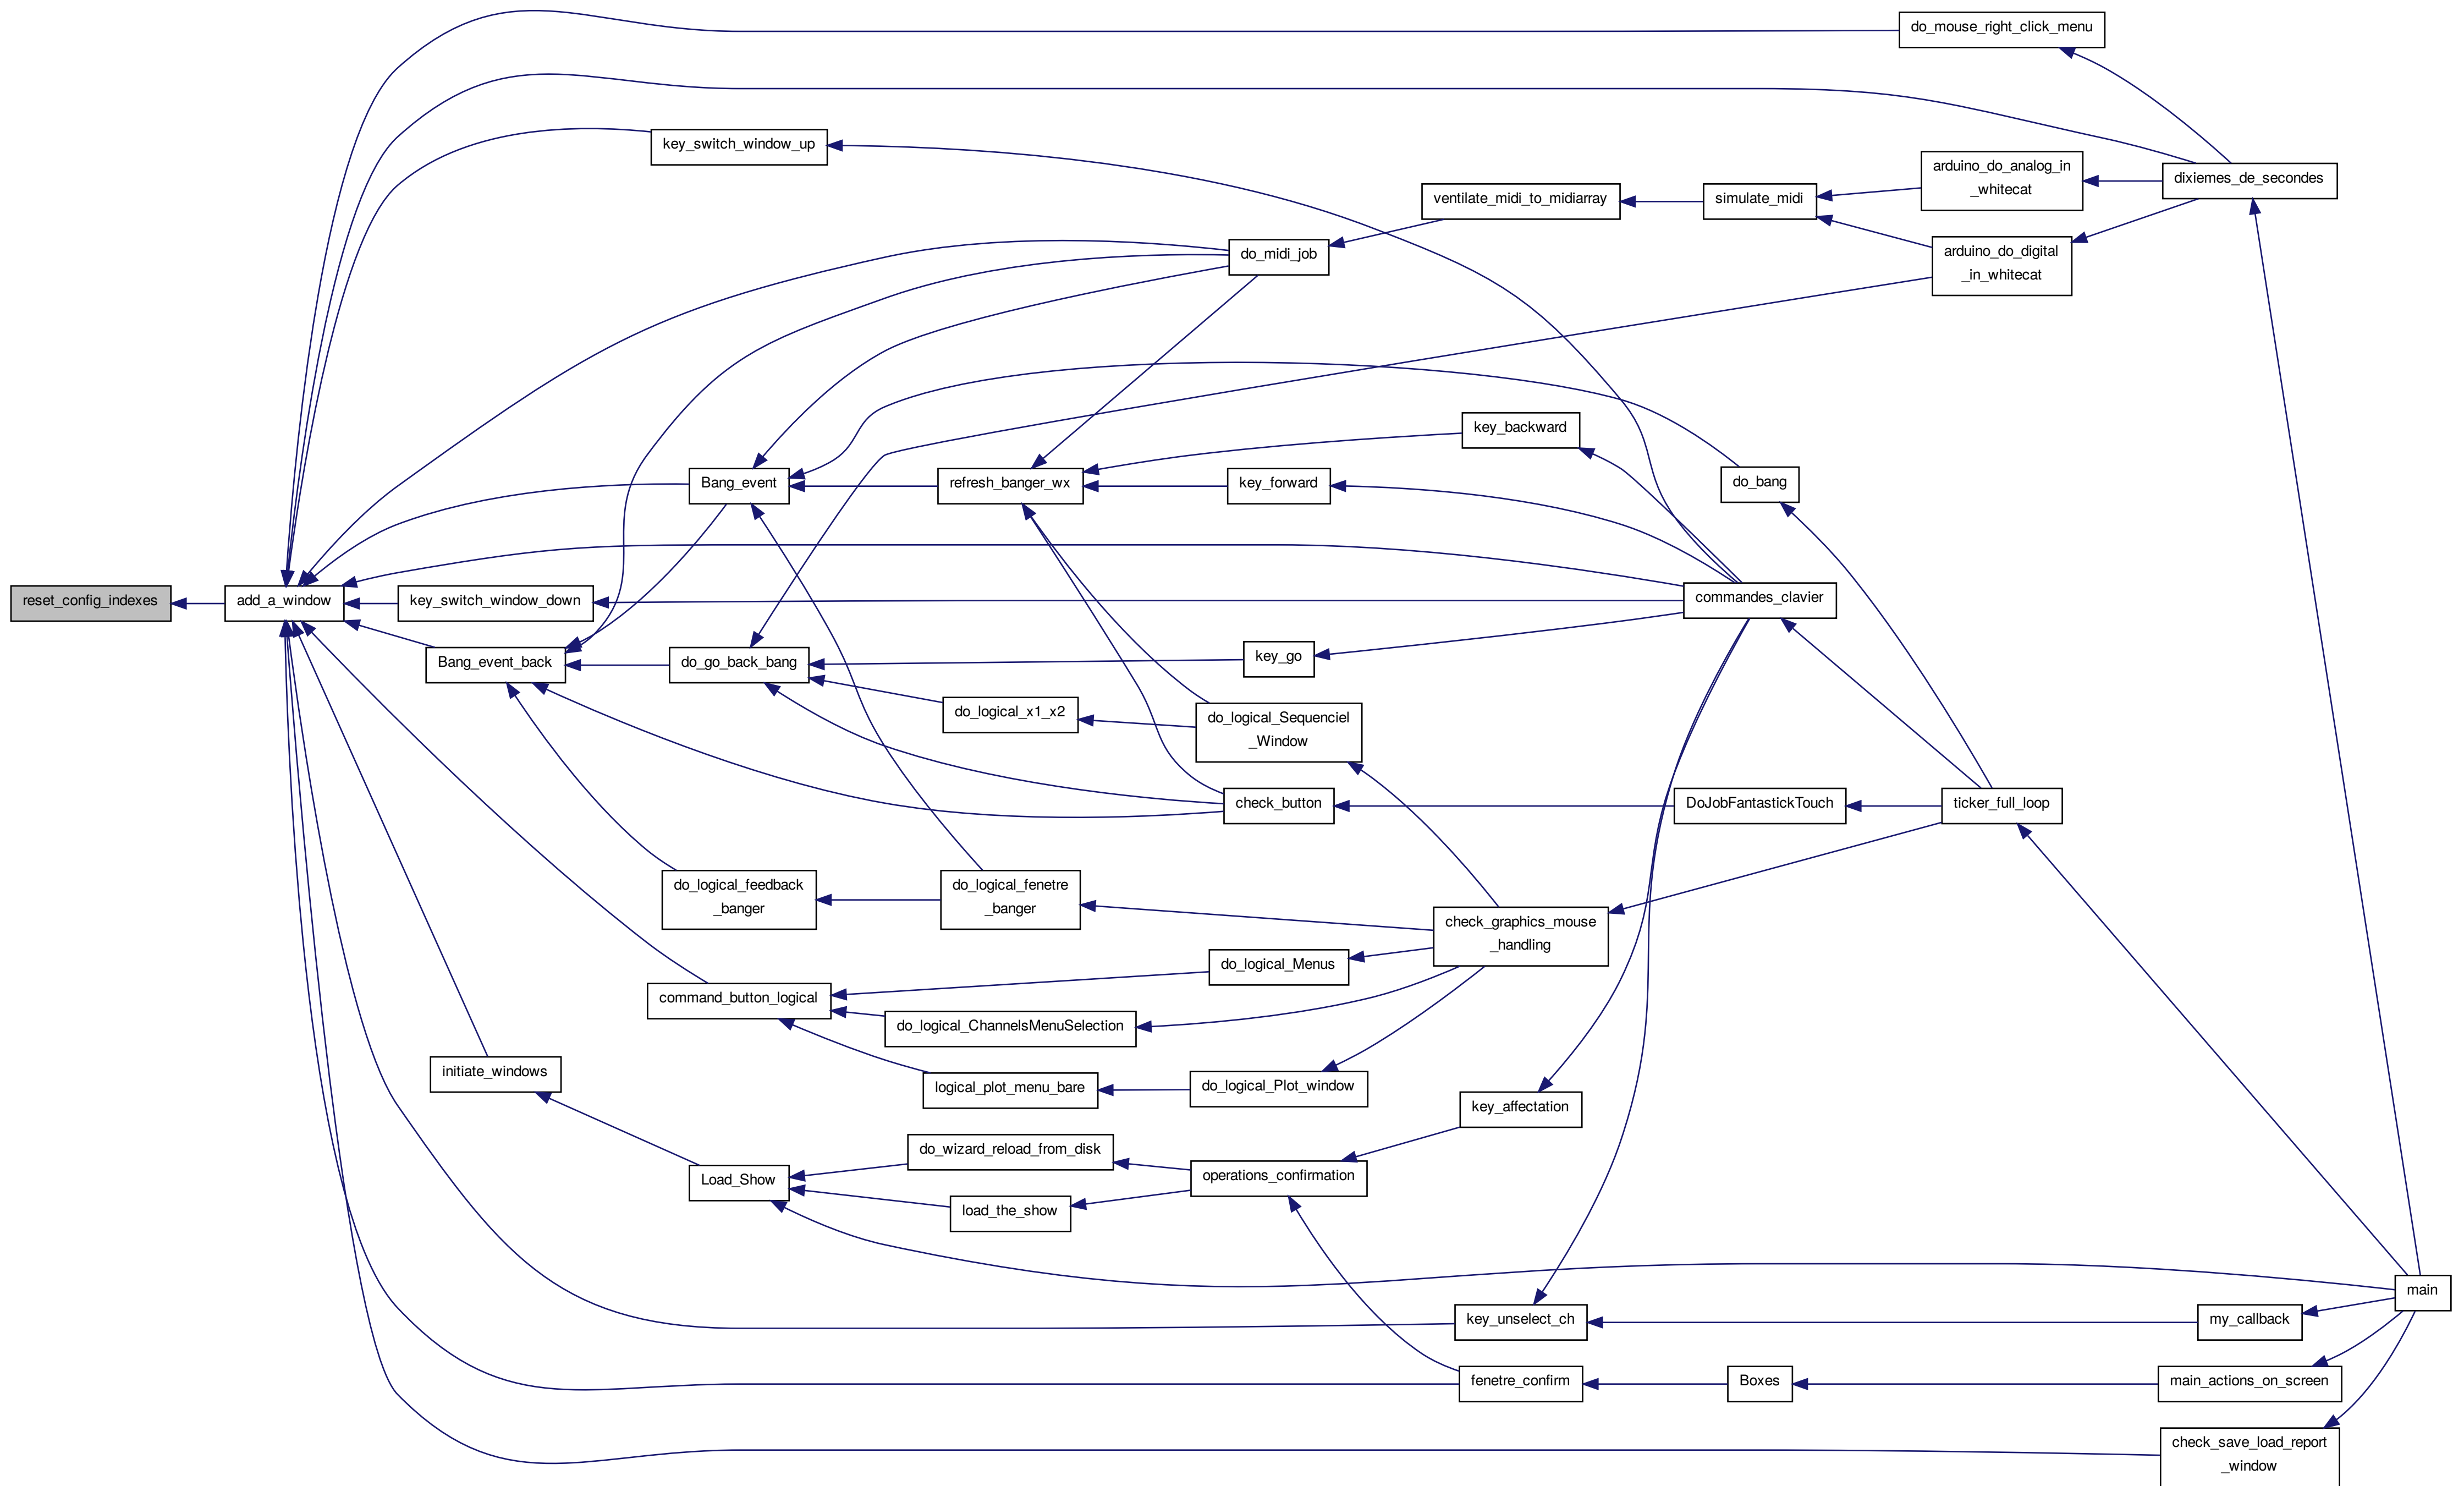 do_mouse_right_click_menu
key_switch_window_up
arduino_do_analog_in
_whitecat
dixiemes_de_secondes
ventilate_midi_to_midiarray
simulate_midi
do_midi_job
arduino_do_digital
_in_whitecat
key_backward
Bang_event
refresh_banger_wx
key_forward
do_bang
reset_config_indexes
add_a_window
key_switch_window_down
commandes_clavier
Bang_event_back
do_go_back_bang
key_go
do_logical_x1_x2
do_logical_Sequenciel
_Window
check_button
DoJobFantastickTouch
ticker_full_loop
do_logical_feedback
_banger
do_logical_fenetre
_banger
check_graphics_mouse
_handling
do_logical_Menus
command_button_logical
do_logical_ChannelsMenuSelection
initiate_windows
logical_plot_menu_bare
do_logical_Plot_window
key_affectation
do_wizard_reload_from_disk
Load_Show
operations_confirmation
load_the_show
main
key_unselect_ch
my_callback
fenetre_confirm
Boxes
main_actions_on_screen
check_save_load_report
_window